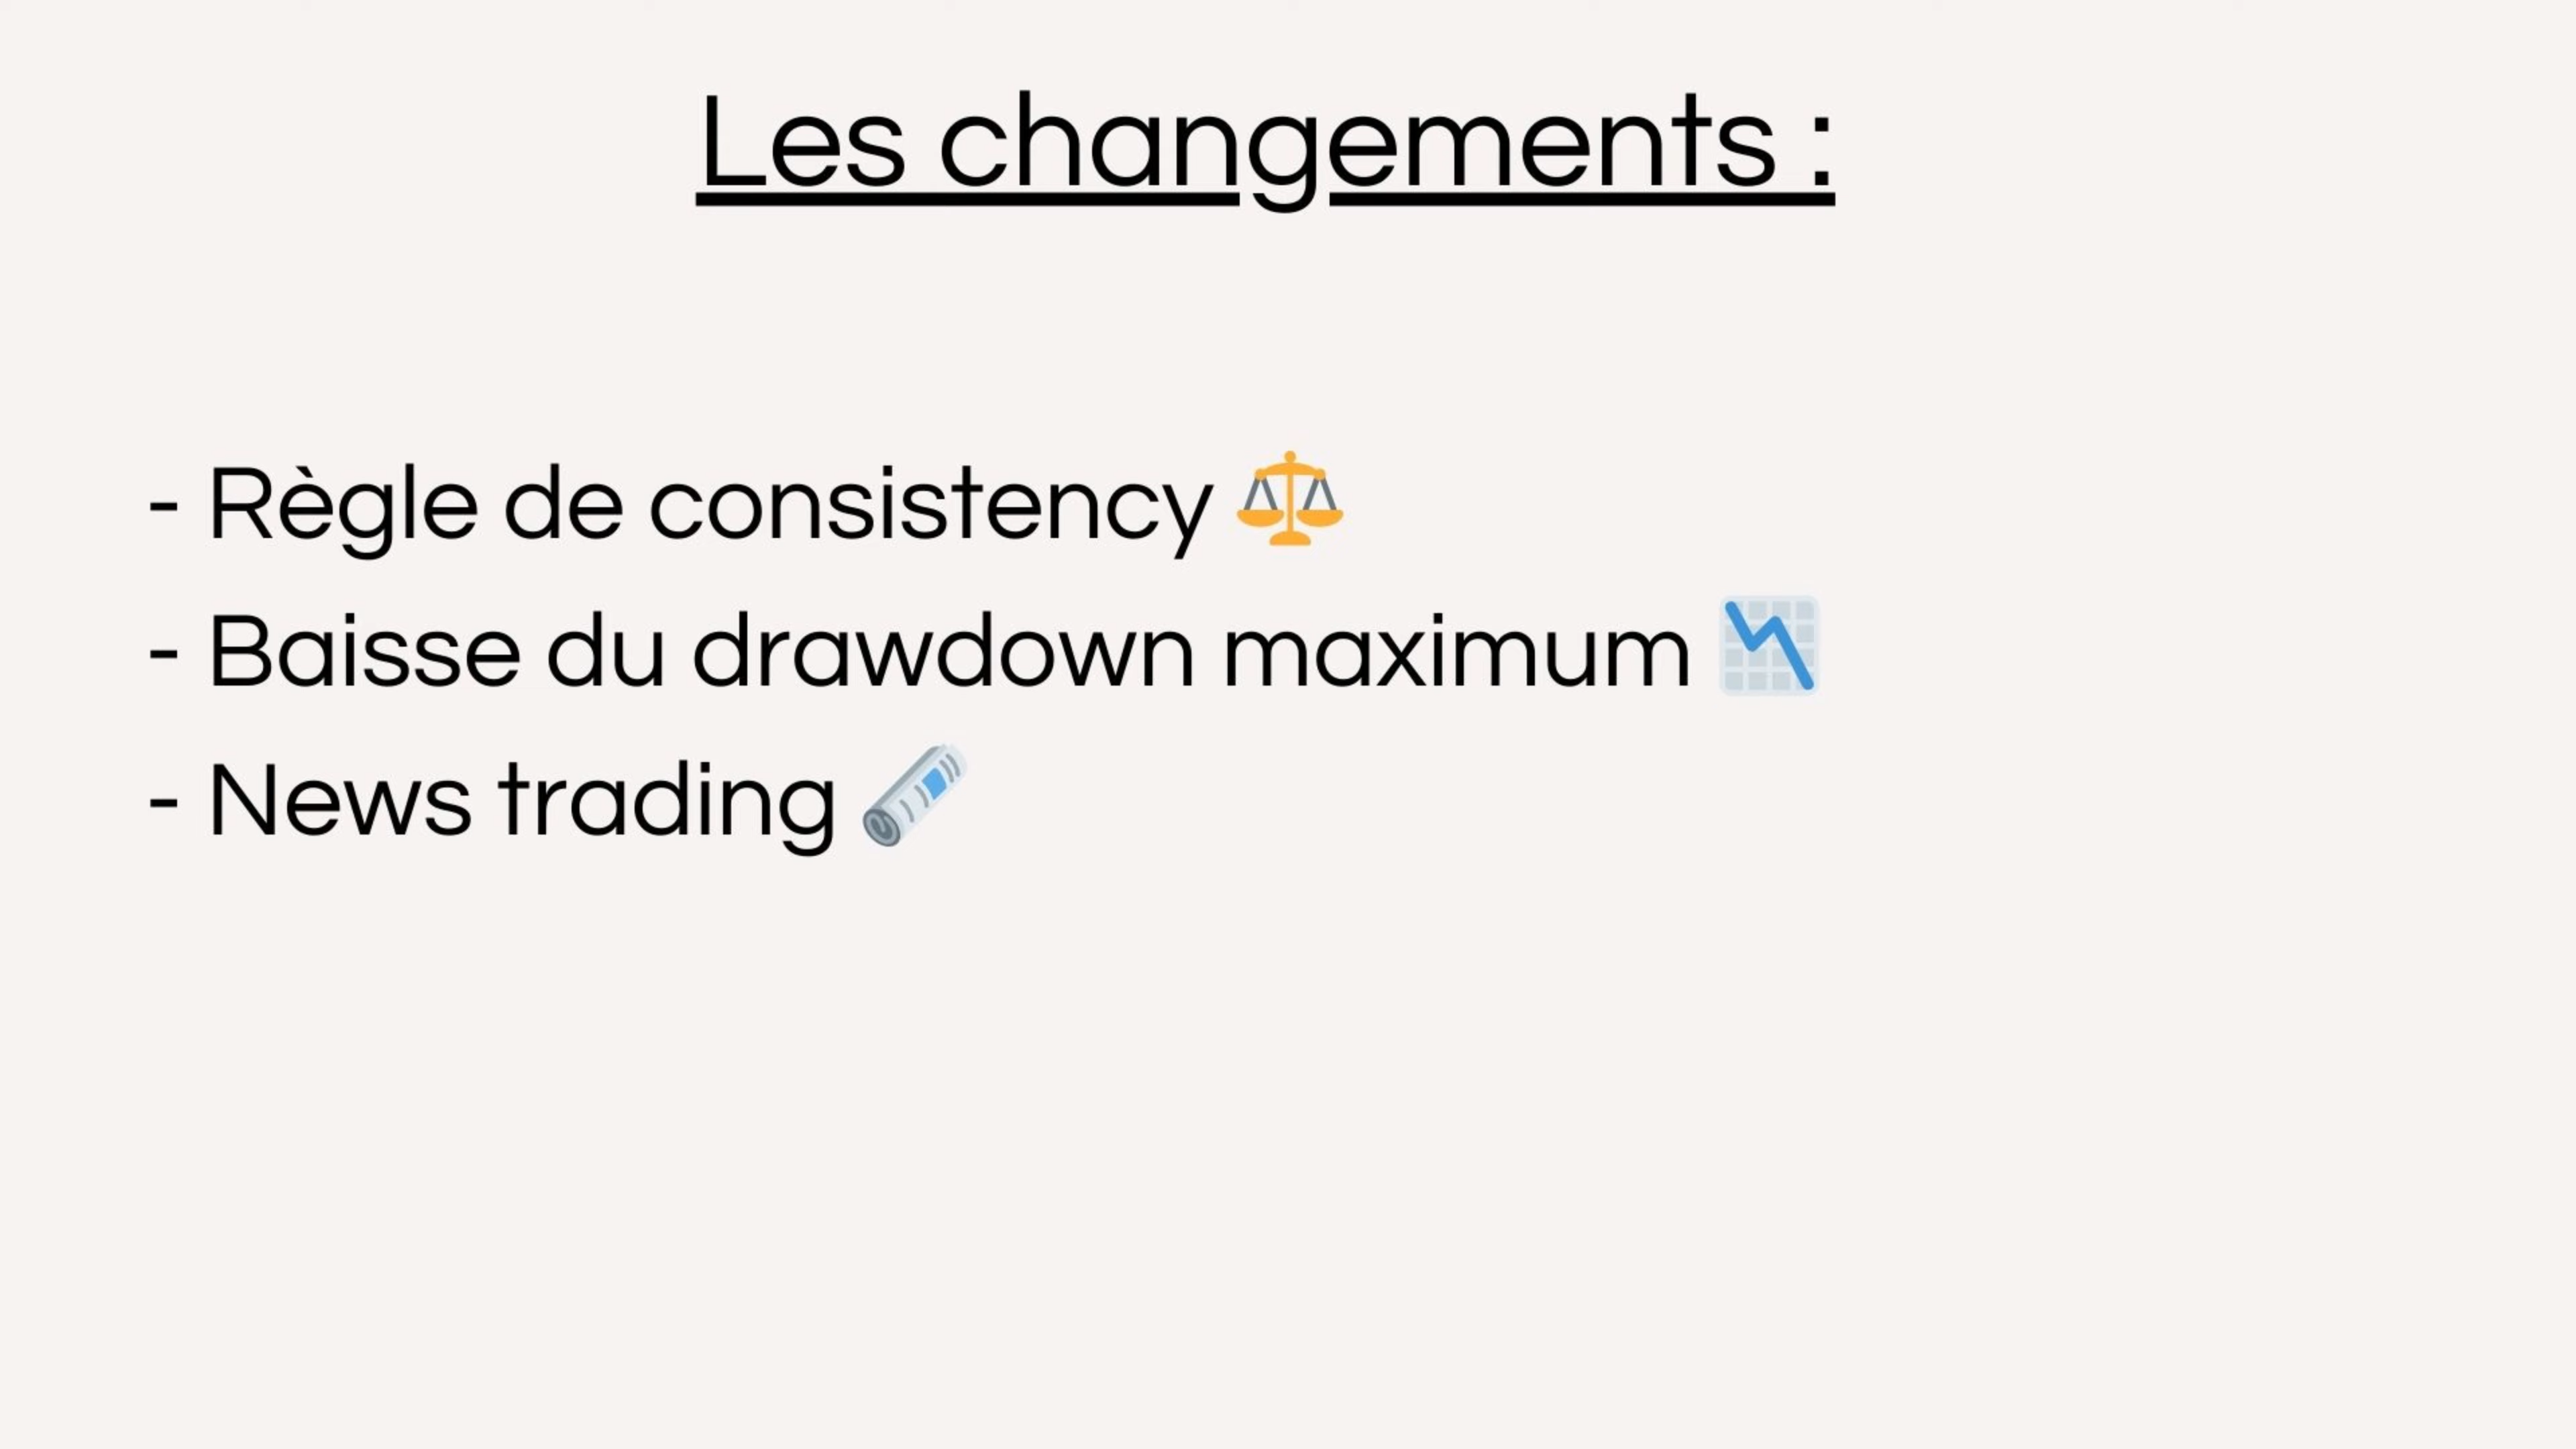 Les changements :
- Règle de consistency ⚖️
- Baisse du drawdown maximum 📉
- News trading 🗞️